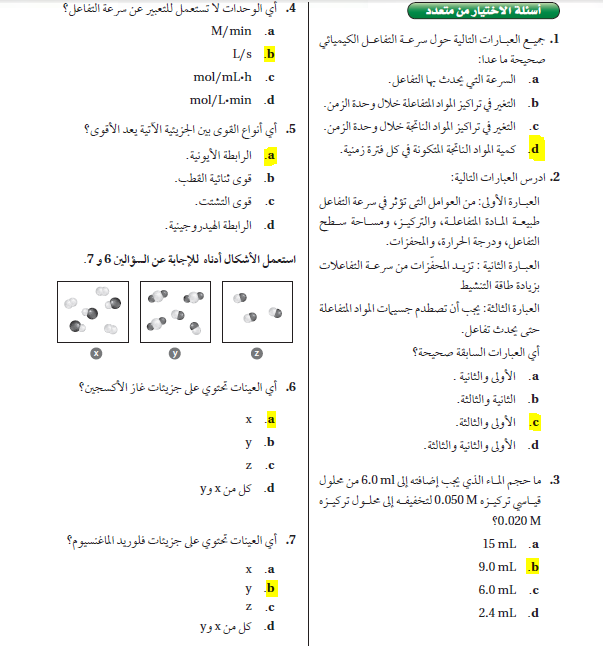 أسئلة الاختيار من متعدد
1. جميع العبارات التالية حول سرعة التفاعل الكيميائي
صحيحة ما عدا:
a. السرعة التي يحدث بها التفاعل.
b. التغير في تراكيز المواد المتفاعلة خلال وحدة الزمن.
c. التغير في تراكيز المواد الناتجة خلال وحدة الزمن.
d. كمية المواد الناتجة المتكونة في كل فترة زمنية.
2. ادرس العبارات التالية:
العبارة الأولى: من العوامل التى تؤثر في سرعة التفاعل
طبيعة المادة المتفاعلة، والتركيز، ومساحة سطح
التفاعل، ودرجة الحرارة، والمحفزات.
العبارة الثانية : تزيد المحفّزات من سرعة التفاعلات
بزيادة طاقة التنشيط
العبارة الثالثة: يجب أن تصطدم جسيمات المواد المتفاعلة
حتى يحدث تفاعل.
أي العبارات السابقة صحيحة؟
a. الأولى والثانية .
b. الثانية والثالثة.
c. الأولى والثالثة.
d. الأولى والثانية والثالثة.
3. ما حجم الماء الذي يجب إضافته إلى 6.0 ml من محلول
قياسي تركيزه 0.050 M لتخفيفه إلى محلول تركيزه
0.020 M؟
a. 15 mL
b. 9.0 mL
c. 6.0 mL
d. 2.4 mL
4. أي الوحدات لا تستعمل للتعبير عن سرعة التفاعل؟
a. M/min
b. L/s
c. mol/mL·h
d. mol/L·min
5. أي أنواع القوى بين الجزيئية الآتية يعد الأقوى؟
a. الرابطة الأيونية.
b. قوى ثنائية القطب.
c. قوى التشتت.
d. الرابطة الهيدروجينية.
استعمل الأشكال أدناه للإجابة عن السؤالين 6 و 7.
x y z
6. أي العينات تحتوي على جزيئات غاز الأكسجين؟
a. x
b. y
c. z
d. كل من x وy
7. أي العينات تحتوي على جزيئات فلوريد الماغنسيوم؟
a. x
b. y
c. z
d. كل من x وy